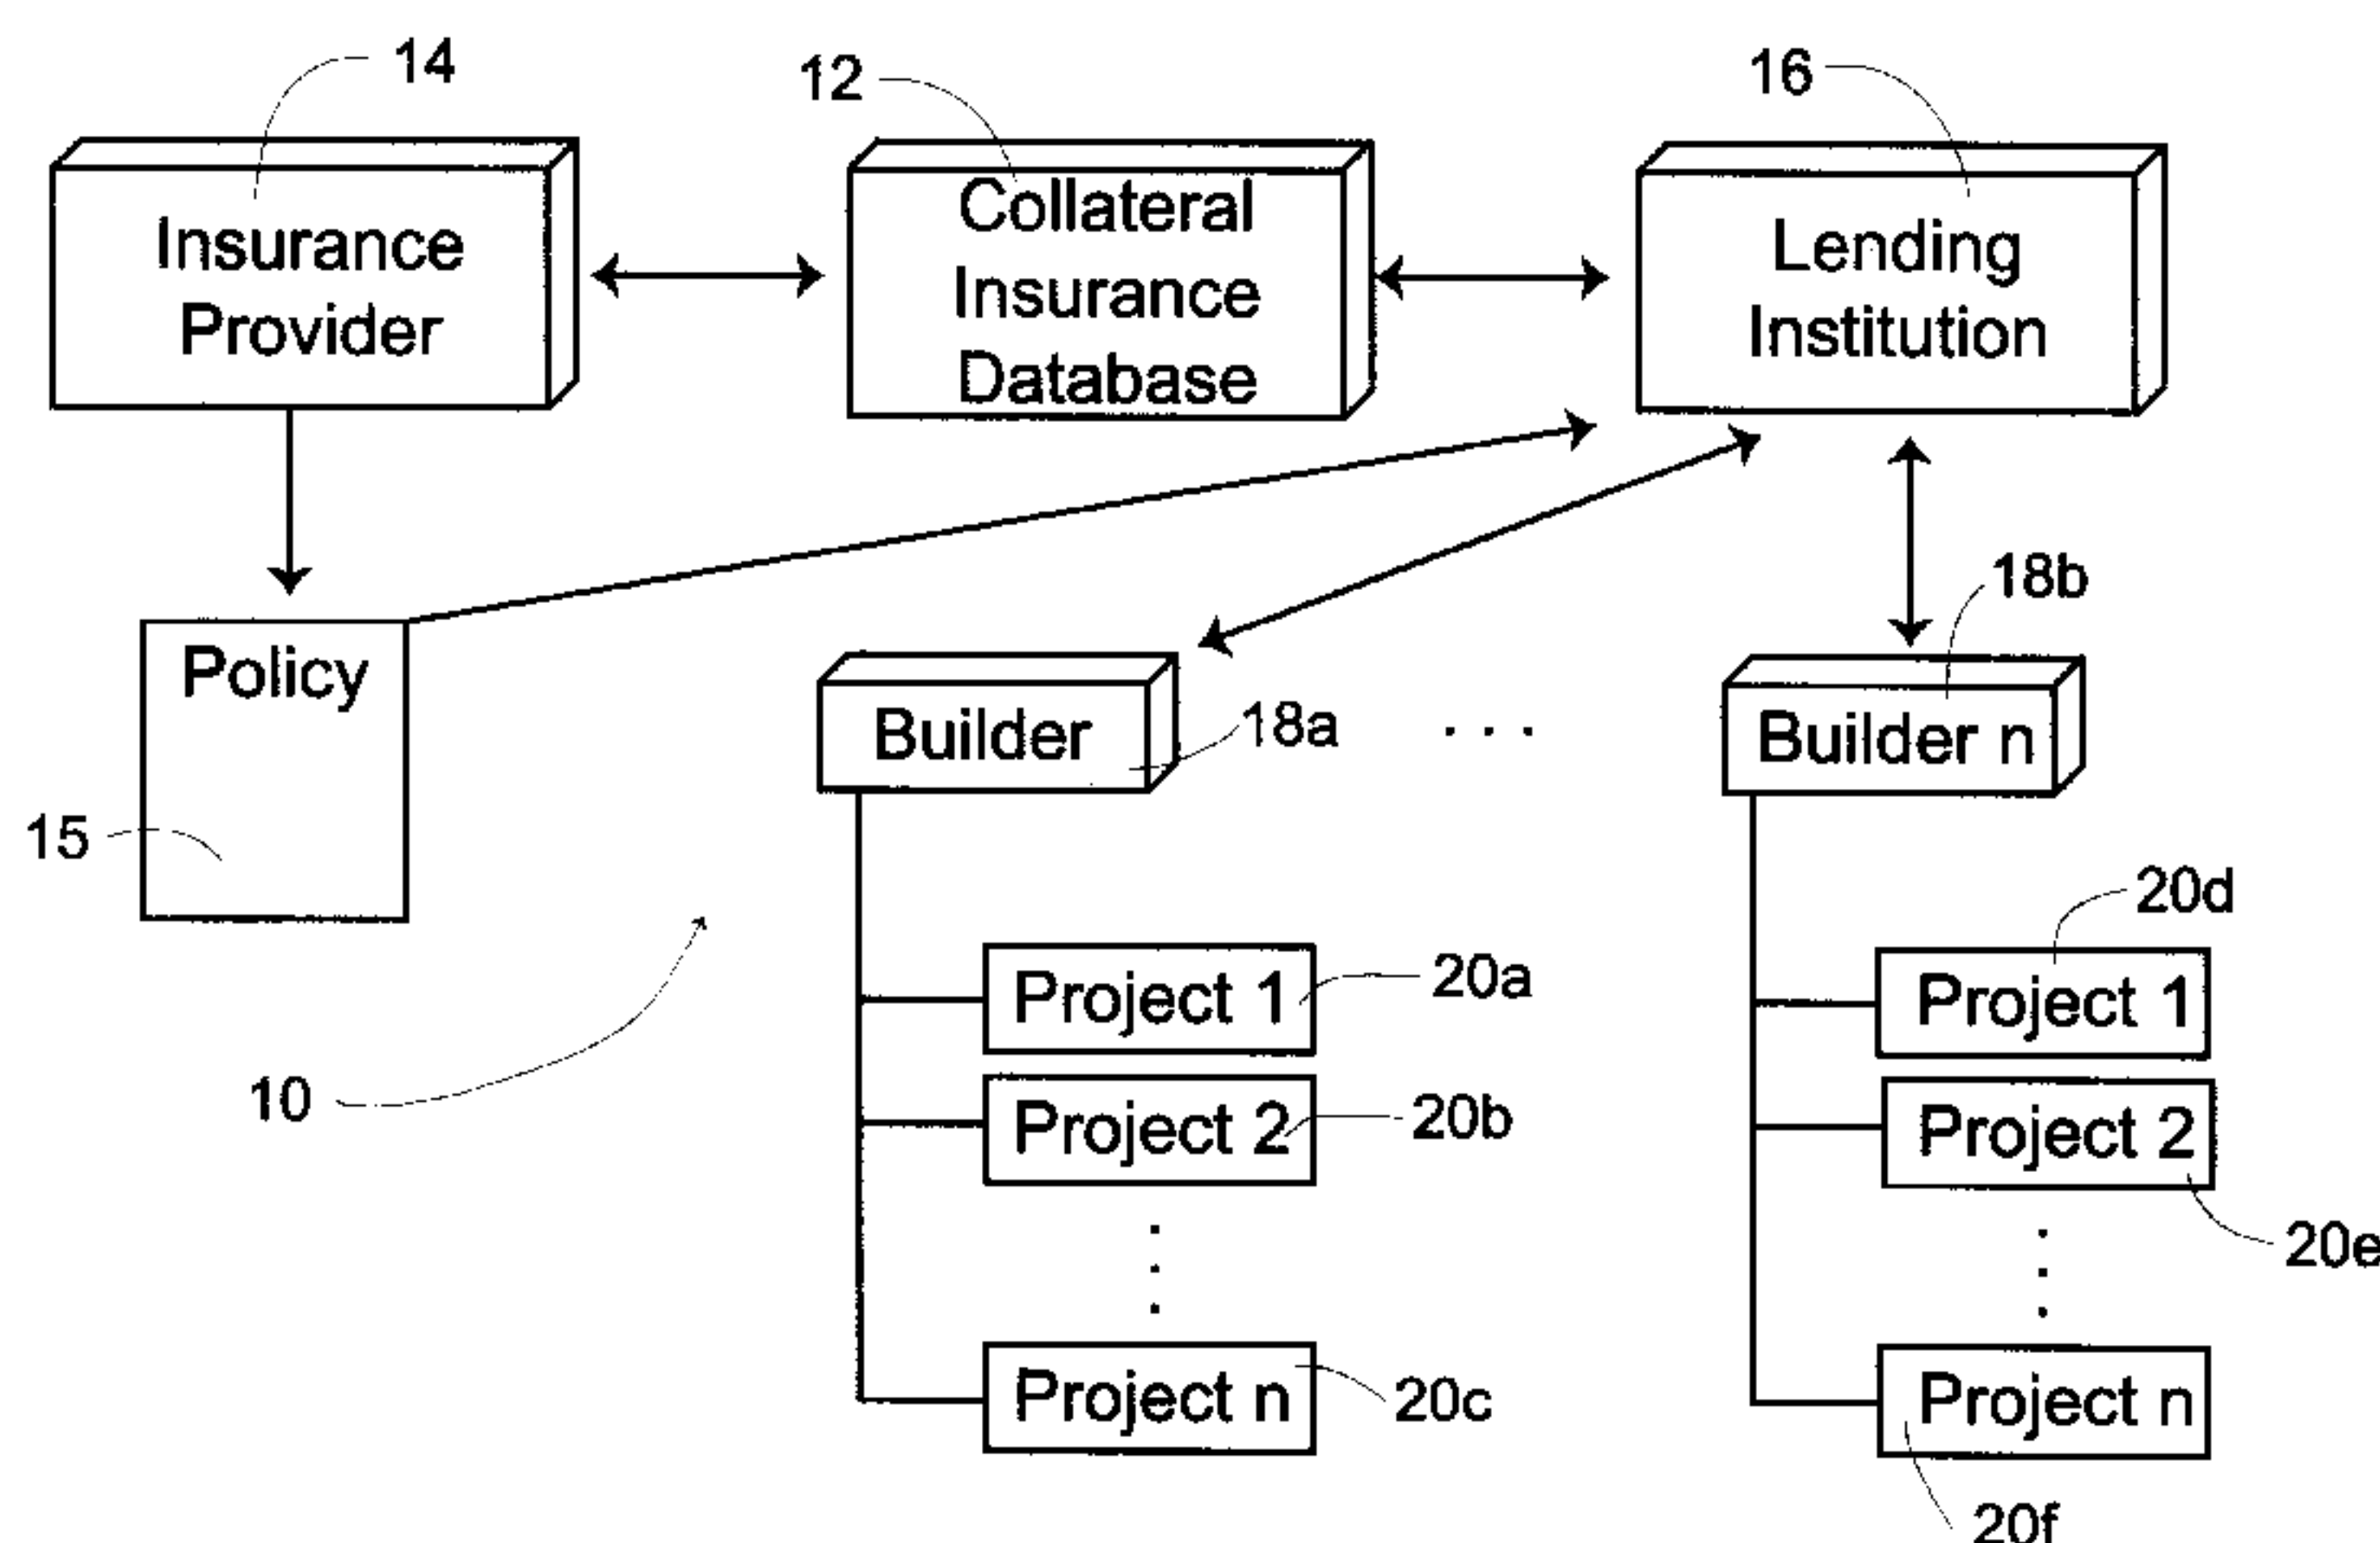 14
12
16
Insurance
Provider
Collateral
Insurance
Database
Lending
Institution
18b
Policy
Builder
18a
. . .
Builder n
15
20d
Project 1
20a
Project 1
10
Project 2
20b
Project 2
20e
Project n
20c
Project n
20f